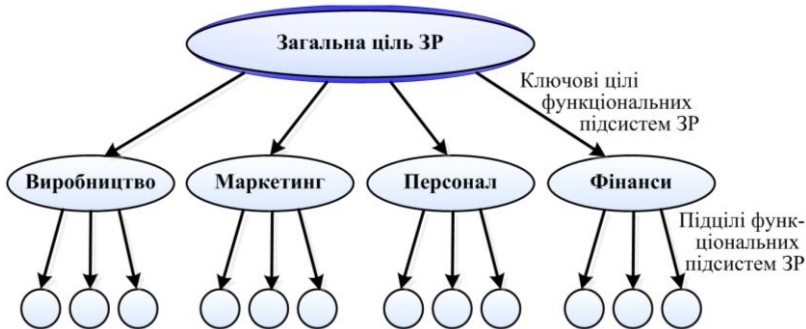 Загальна ціль ЗР
Ключові цілі
функціональних
підсистем ЗР
Виробництво
Маркетинг
Персонал
Фінанси
Підцілі функ-
ціональних
підсистем ЗР